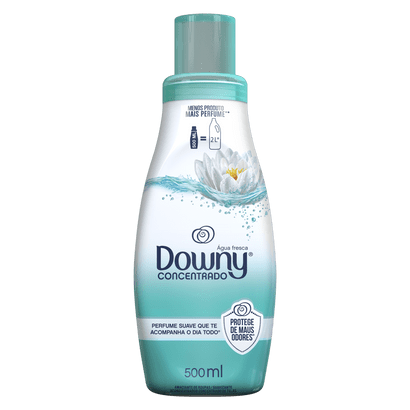 MENOS PRODUTO
MAIS PERFUME**
500 ML = 2L*
Água fresca
Downy®
CONCENTRADO
PERFUME SUAVE QUE TE
ACOMPANHA O DIA TODO*
PROTEGE
DE MAUS
ODORES*
500ml